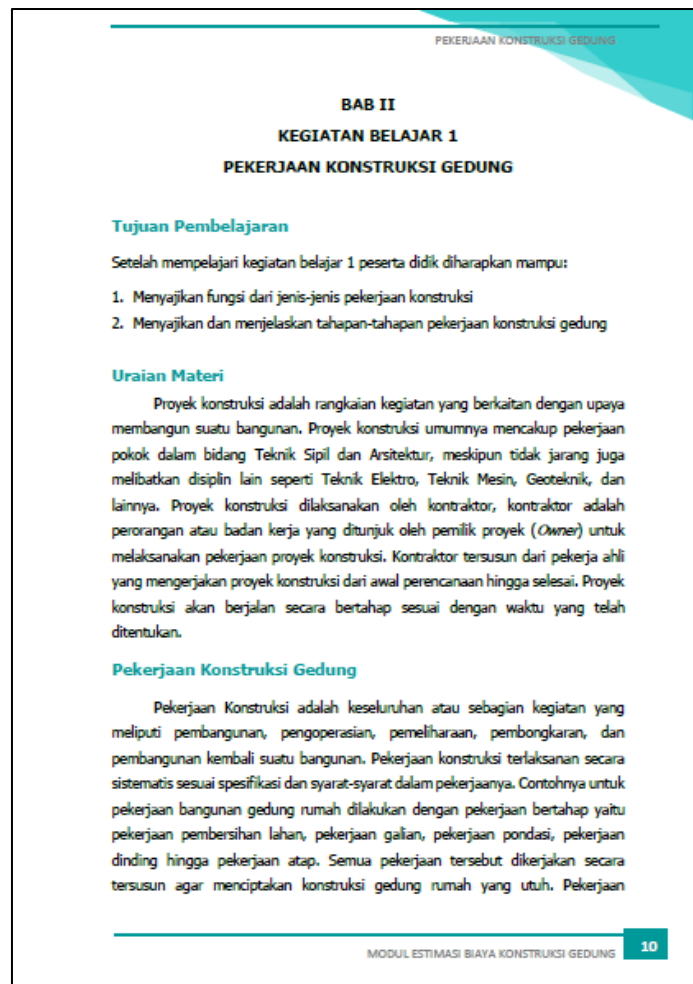 PEKERJAAN KONSTRUKSI GEDUNG
BAB II
KEGIATAN BELAJAR 1
PEKERJAAN KONSTRUKSI GEDUNG
Tujuan Pembelajaran
Setelah mempelajari kegiatan belajar 1 peserta didik diharapkan mampu:
1. Menyajikan fungsi dari jenis-jenis pekerjaan konstruksi
2. Menyajikan dan menjelaskan tahapan-tahapan pekerjaan konstruksi gedung
Uraian Materi
Proyek konstruksi adalah rangkaian kegiatan yang berkaitan dengan upaya
membangun suatu bangunan. Proyek konstruksi umumnya mencakup pekerjaan
pokok dalam bidang Teknik Sipil dan Arsitektur, meskipun tidak jarang juga
melibatkan disiplin lain seperti Teknik Elektro, Teknik Mesin, Geoteknik, dan
lainnya. Proyek konstruksi dilaksanakan oleh kontraktor, kontraktor adalah
perorangan atau badan kerja yang ditunjuk oleh pemilik proyek (Owner) untuk
melaksanakan pekerjaan proyek konstruksi. Kontraktor tersusun dari pekerja ahli
yang mengerjakan proyek konstruksi dari awal perencanaan hingga selesai. Proyek
konstruksi akan berjalan secara bertahap sesuai dengan waktu yang telah
ditentukan.
Pekerjaan Konstruksi Gedung
Pekerjaan Konstruksi adalah keseluruhan atau sebagian kegiatan yang
meliputi pembangunan, pengoperasian, pemeliharaan, pembongkaran, dan
pembangunan kembali suatu bangunan. Pekerjaan konstruksi terlaksanan secara
sistematis sesuai spesifikasi dan syarat-syarat dalam pekerjaanya. Contohnya untuk
pekerjaan bangunan gedung rumah dilakukan dengan pekerjaan bertahap yaitu
pekerjaan pembersihan lahan, pekerjaan galian, pekerjaan pondasi, pekerjaan
dinding hingga pekerjaan atap. Semua pekerjaan tersebut dikerjakan secara
tersusun agar menciptakan konstruksi gedung rumah yang utuh. Pekerjaan
MODUL ESTIMASI BIAYA KONSTRUKSI GEDUNG 10